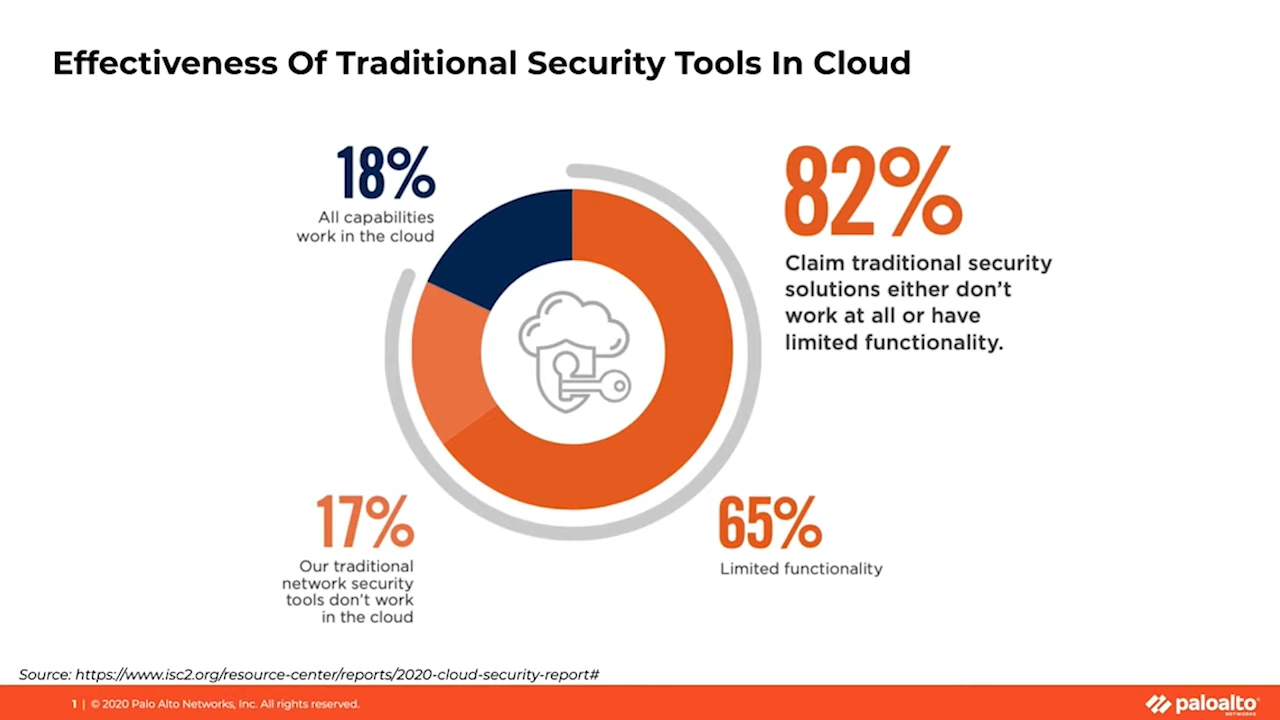 Effectiveness Of Traditional Security Tools In Cloud
18%
All capabilities
work in the cloud
82%
Claim traditional security
solutions either don't
work at all or have
limited functionality.
17%
Our traditional
network security
tools don't work
in the cloud
65%
Limited functionality
Source: https://www.isc2.org/resource-center/reports/2020-cloud-security-report#
1 | © 2020 Palo Alto Networks, Inc. All rights reserved.
paloalto
NETWORKS